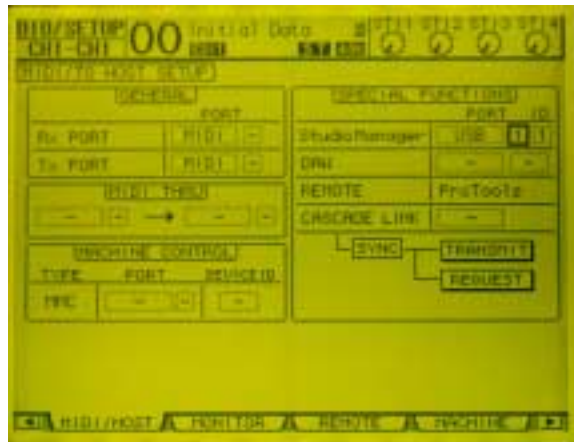 DIO/SETUP 00 Initial Data ST1 ST2 ST3 ST4
CH1-CH1
MIDI/TO HOST SETUP
GENERAL
PORT
Rx PORT MIDI -
Tx PORT MIDI -
MIDI THRU
- - → - -
MACHINE CONTROL
TYPE PORT DEVICE ID
MMC - - -
SPECIAL FUNCTIONS
PORT ID
StudioManager USB 1 1
DAW - -
REMOTE ProTools
CASCADE LINK -
SYNC TRANSMIT
REQUEST
MIDI/HOST MONITOR REMOTE MACHINE